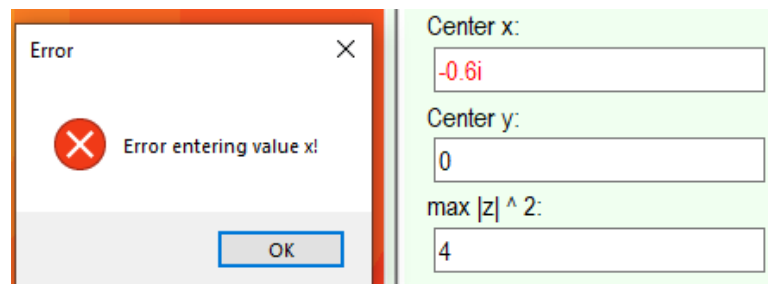 Error
Error entering value x!
OK
Center x:
-0.6i
Center y:
0
max |z| ^ 2:
4